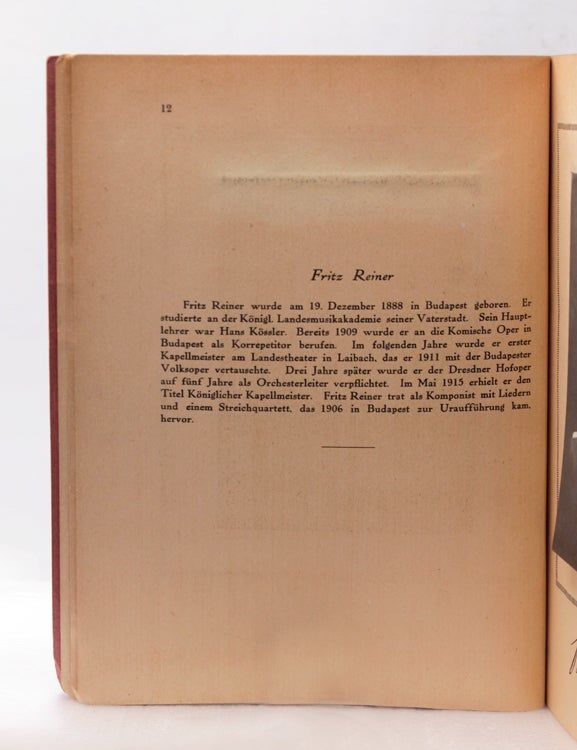 12
Fritz Reiner
Fritz Reiner wurde am 19. Dezember 1888 in Budapest geboren. Er
studierte an der Königl. Landesmusikakademie seiner Vaterstadt. Sein Haupt-
lehrer war Hans Kössler. Bereits 1909 wurde er an die Komische Oper in
Budapest als Korrepetitor berufen. Im folgenden Jahre wurde er erster
Kapellmeister am Landestheater in Laibach, das er 1911 mit der Budapester
Volksoper vertauschte. Drei Jahre später wurde er der Dresdner Hofoper
auf fünf Jahre als Orchesterleiter verpflichtet. Im Mai 1915 erhielt er den
Titel Königlicher Kapellmeister. Fritz Reiner trat als Komponist mit Liedern
und einem Streichquartett, das 1906 in Budapest zur Uraufführung kam,
hervor.